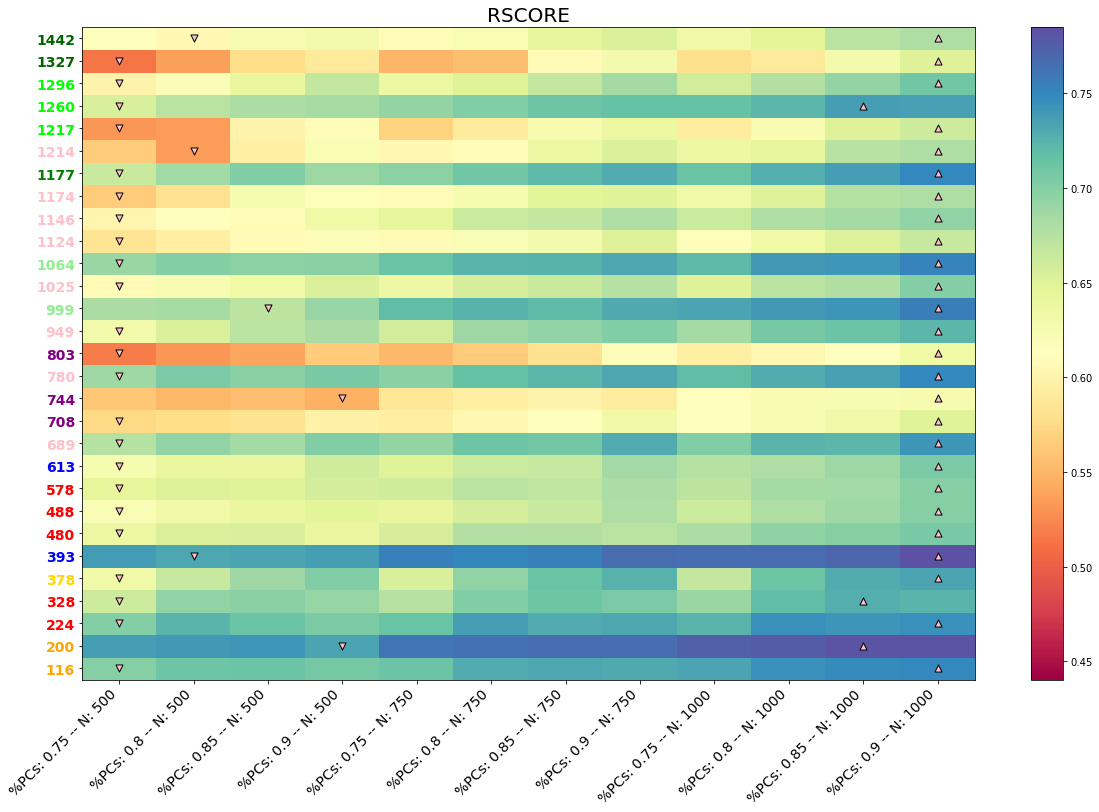 RSCORE
1442
1327
1296
1260
1217
1214
1177
1174
1146
1124
1064
1025
999
949
803
780
744
708
689
613
578
488
480
393
378
328
224
200
116
%PCs: 0.75 -- N: 500
%PCs: 0.8 -- N: 500
%PCs: 0.85 -- N: 500
%PCs: 0.9 -- N: 500
%PCs: 0.75 -- N: 750
%PCs: 0.8 -- N: 750
%PCs: 0.85 -- N: 750
%PCs: 0.9 -- N: 750
%PCs: 0.75 -- N: 1000
%PCs: 0.8 -- N: 1000
%PCs: 0.85 -- N: 1000
%PCs: 0.9 -- N: 1000
0.75
0.70
0.65
0.60
0.55
0.50
0.45